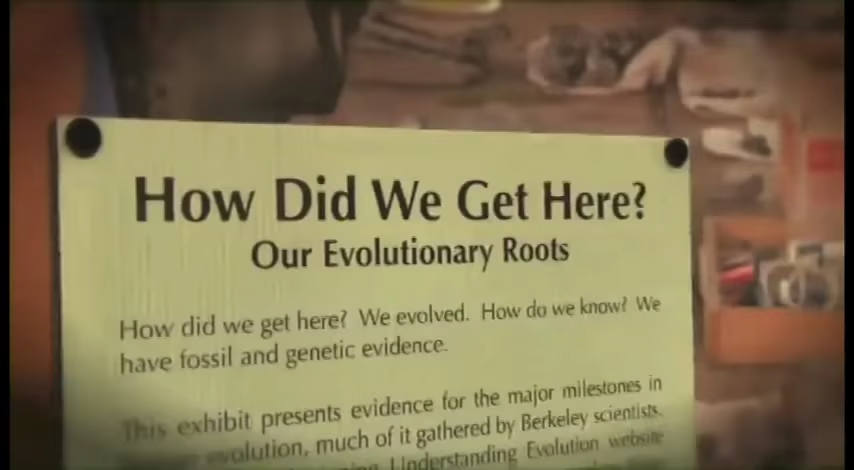 How Did We Get Here?
Our Evolutionary Roots
How did we get here? We evolved. How do we know? We
have fossil and genetic evidence.
This exhibit presents evidence for the major milestones in
evolution, much of it gathered by Berkeley scientists.
Understanding Evolution website